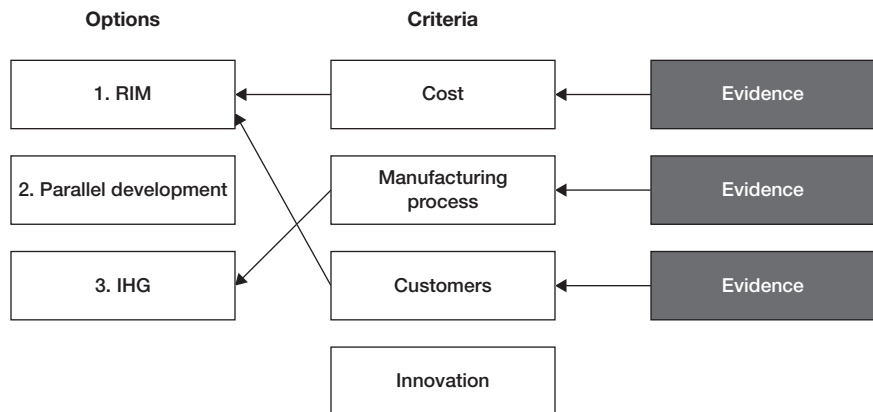 Options
Criteria
1. RIM
Cost
Evidence
2. Parallel development
Manufacturing
process
Evidence
3. IHG
Customers
Evidence
Innovation